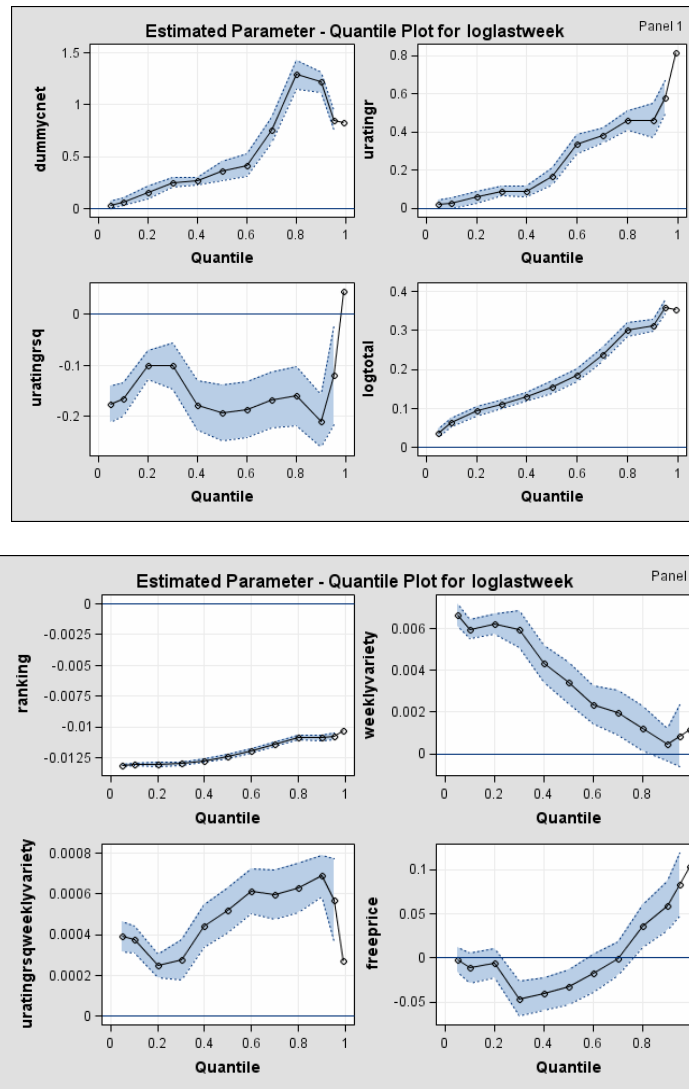 Estimated Parameter - Quantile Plot for loglastweek
Panel 1
dummycnet
1.5
1
0.5
0
0 0.2 0.4 0.6 0.8 1
Quantile
uratingr
0.8
0.6
0.4
0.2
0
0 0.2 0.4 0.6 0.8 1
Quantile
uratingrsq
0
-0.1
-0.2
0 0.2 0.4 0.6 0.8 1
Quantile
logtotal
0.4
0.3
0.2
0.1
0
0 0.2 0.4 0.6 0.8 1
Quantile
Estimated Parameter - Quantile Plot for loglastweek
Panel
ranking
0
-0.0025
-0.005
-0.0075
-0.01
-0.0125
0 0.2 0.4 0.6 0.8 1
Quantile
weeklyvariety
0.006
0.004
0.002
0
0 0.2 0.4 0.6 0.8
Quantile
uratingrsqweeklyvariety
0.0008
0.0006
0.0004
0.0002
0
0 0.2 0.4 0.6 0.8 1
Quantile
freeprice
0.1
0.05
0
-0.05
0 0.2 0.4 0.6 0.8
Quantile